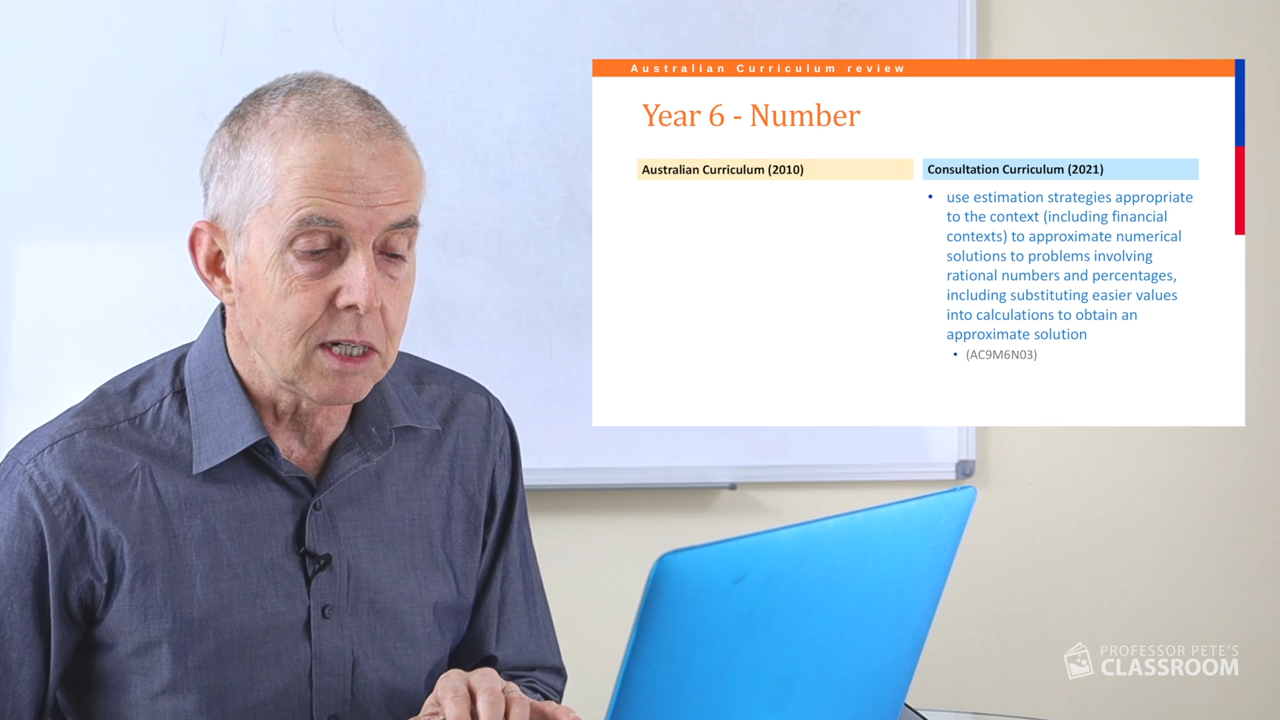 Australian Curriculum review
Year 6 - Number
Australian Curriculum (2010)
Consultation Curriculum (2021)
• use estimation strategies appropriate
to the context (including financial
contexts) to approximate numerical
solutions to problems involving
rational numbers and percentages,
including substituting easier values
into calculations to obtain an
approximate solution
• (AC9M6N03)
PROFESSOR PETE'S
CLASSROOM